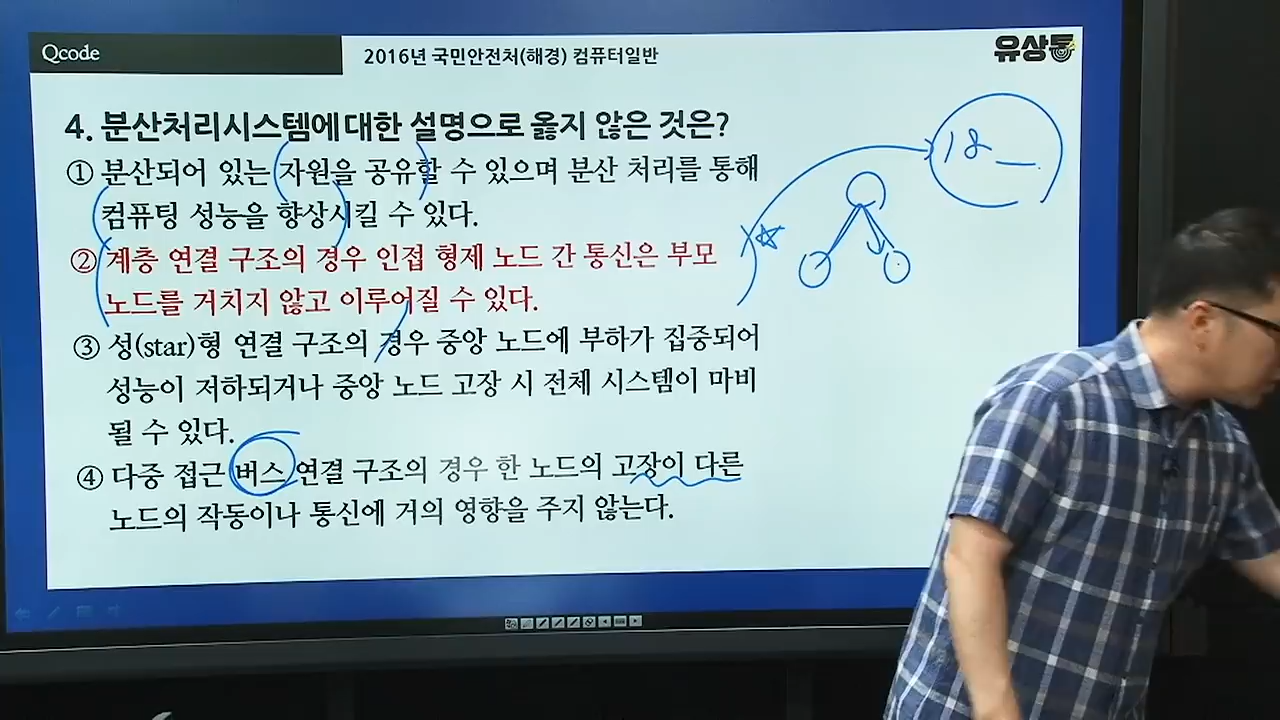 Qcode
2016년 국민안전처(해경) 컴퓨터일반
유상통
4. 분산처리시스템에 대한 설명으로 옳지 않은 것은?
① 분산되어 있는 자원을 공유할 수 있으며 분산 처리를 통해
컴퓨팅 성능을 향상시킬 수 있다.
② 계층 연결 구조의 경우 인접 형제 노드 간 통신은 부모
노드를 거치지 않고 이루어질 수 있다.
③ 성(star)형 연결 구조의 경우 중앙 노드에 부하가 집중되어
성능이 저하되거나 중앙 노드 고장 시 전체 시스템이 마비
될 수 있다.
④ 다중 접근 버스 연결 구조의 경우 한 노드의 고장이 다른
노드의 작동이나 통신에 거의 영향을 주지 않는다.
18